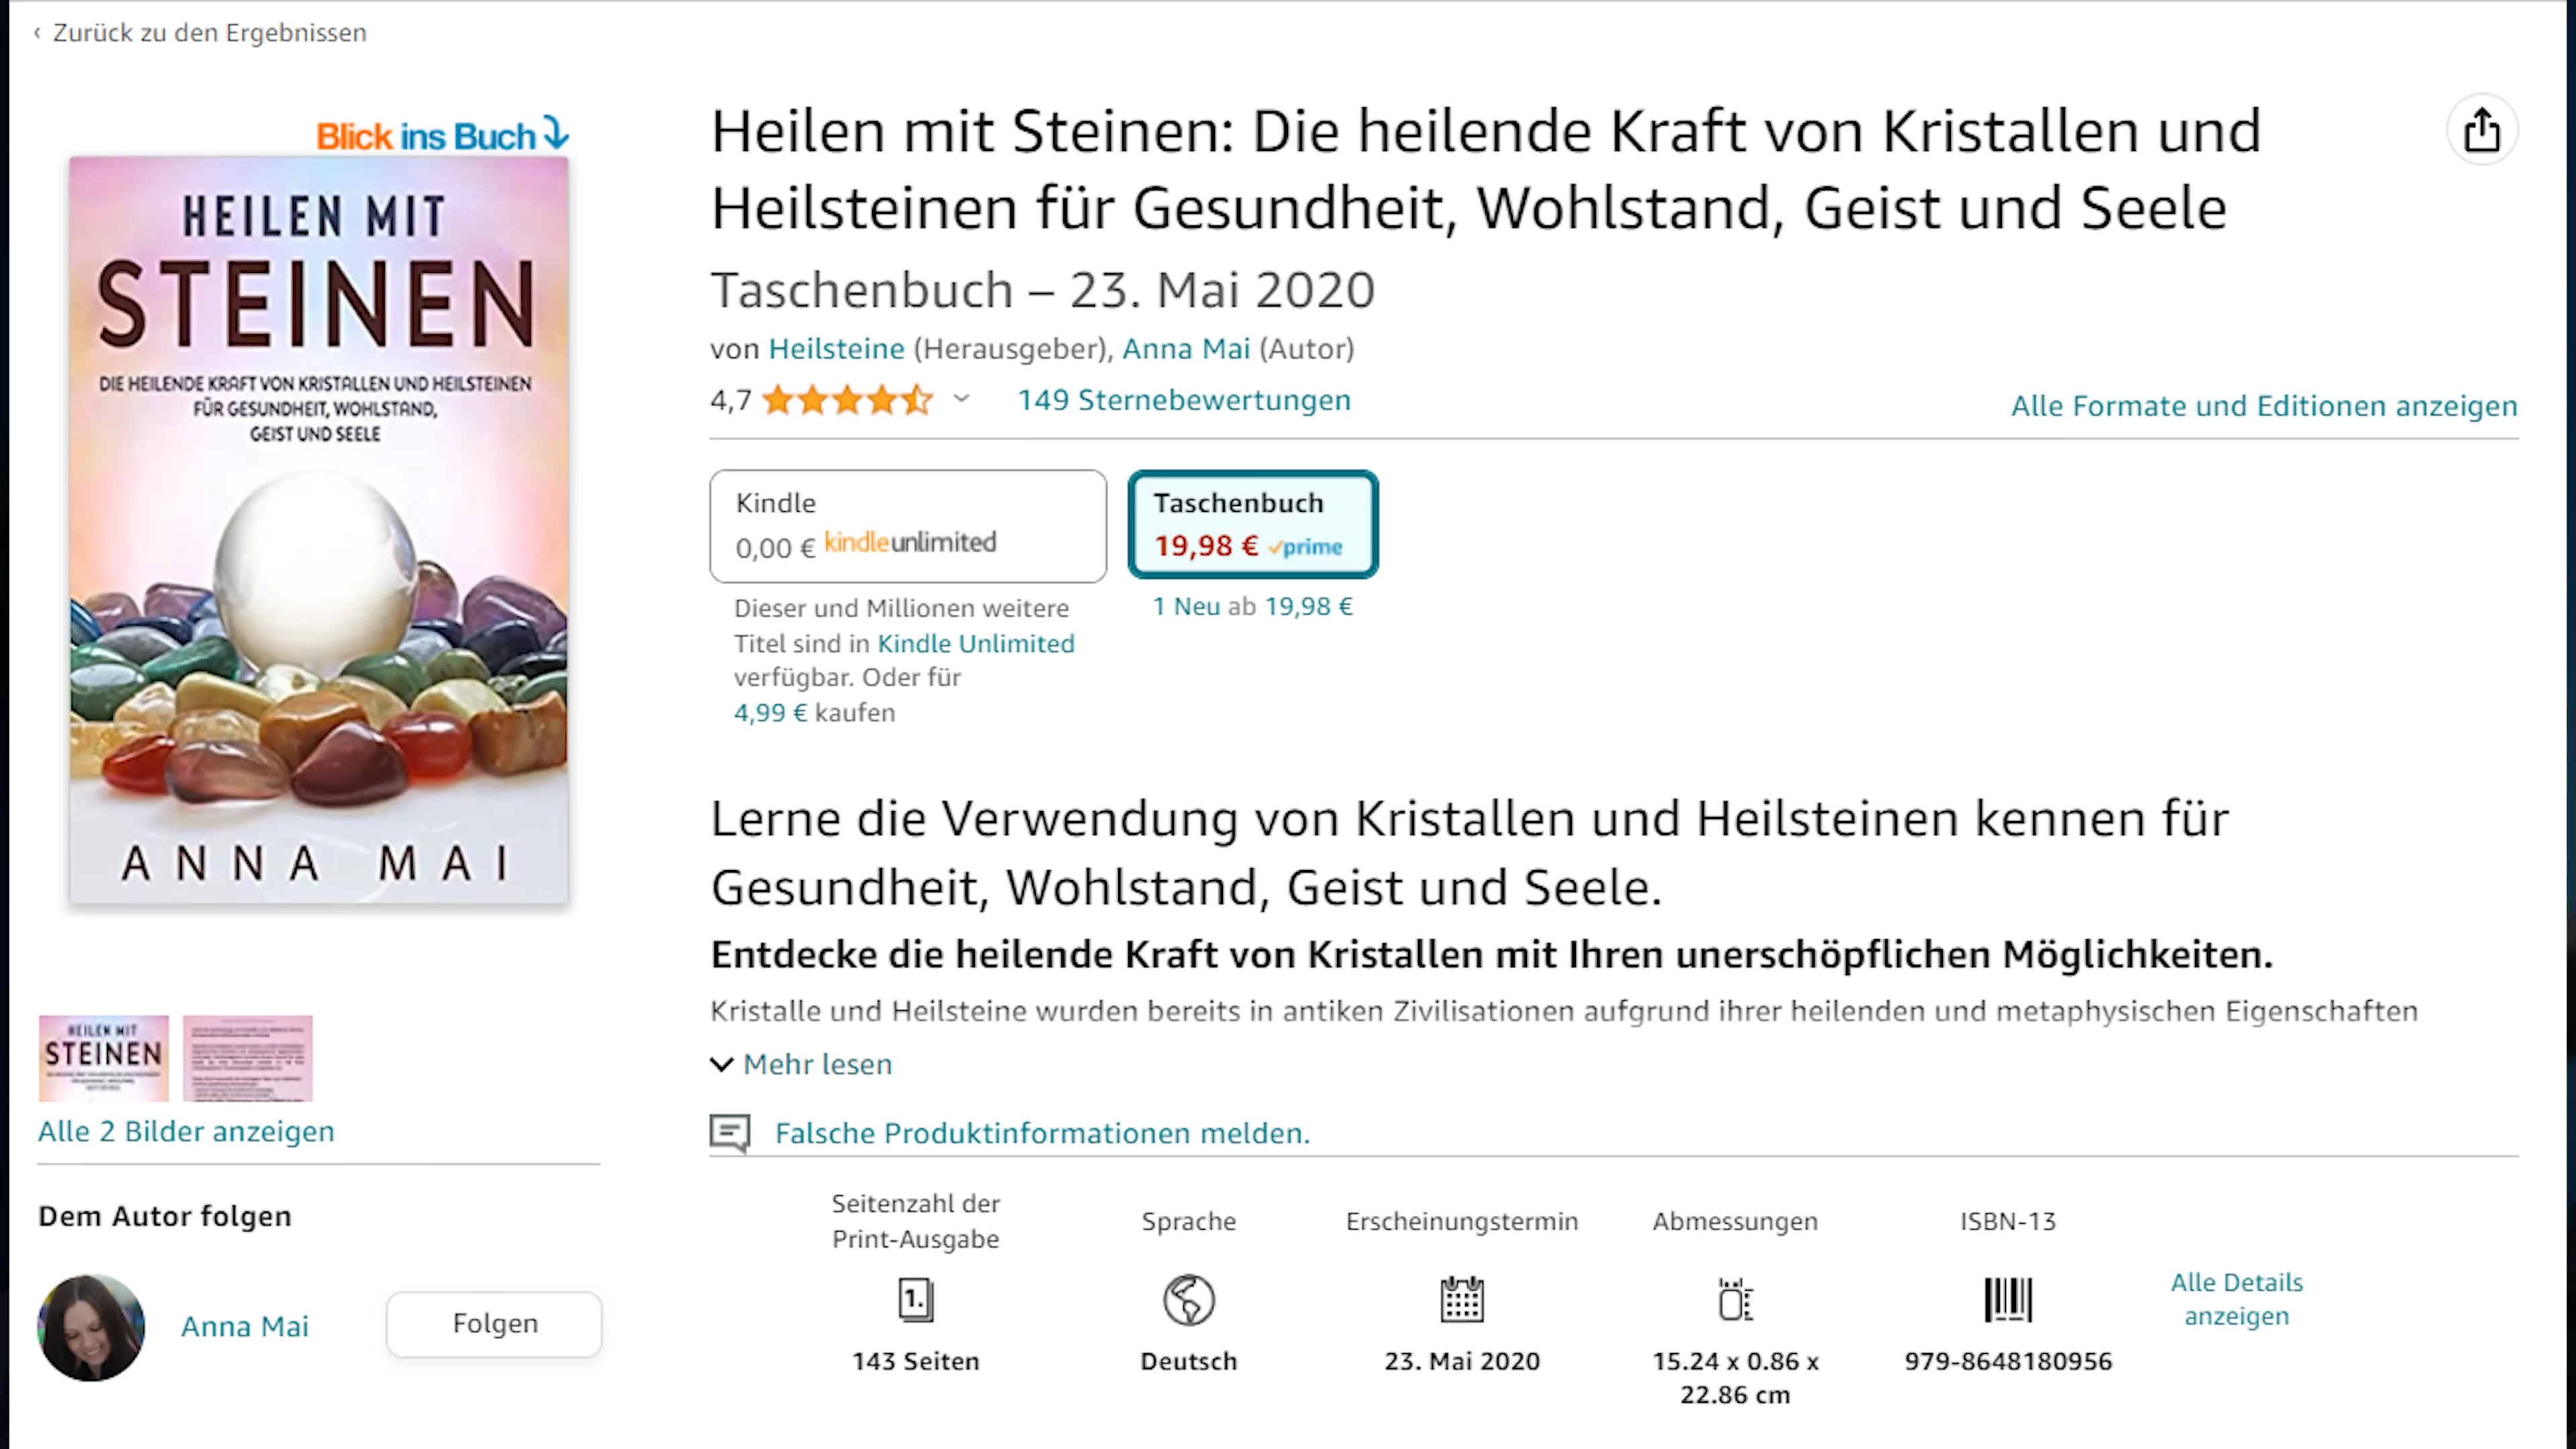 ‹ Zurück zu den Ergebnissen
Blick ins Buch
HEILEN MIT
STEINEN
DIE HEILENDE KRAFT VON KRISTALLEN UND HEILSTEINEN
FÜR GESUNDHEIT, WOHLSTAND,
GEIST UND SEELE
ANNA MAI
HEILEN MIT
STEINEN
Alle 2 Bilder anzeigen
Dem Autor folgen
Anna Mai
Folgen
Heilen mit Steinen: Die heilende Kraft von Kristallen und
Heilsteinen für Gesundheit, Wohlstand, Geist und Seele
Taschenbuch – 23. Mai 2020
von Heilsteine (Herausgeber), Anna Mai (Autor)
4,7 149 Sternebewertungen
Alle Formate und Editionen anzeigen
Kindle
0,00 € kindleunlimited
Dieser und Millionen weitere
Titel sind in Kindle Unlimited
verfügbar. Oder für
4,99 € kaufen
Taschenbuch
19,98 € prime
1 Neu ab 19,98 €
Lerne die Verwendung von Kristallen und Heilsteinen kennen für
Gesundheit, Wohlstand, Geist und Seele.
Entdecke die heilende Kraft von Kristallen mit Ihren unerschöpflichen Möglichkeiten.
Kristalle und Heilsteine wurden bereits in antiken Zivilisationen aufgrund ihrer heilenden und metaphysischen Eigenschaften
Mehr lesen
Falsche Produktinformationen melden.
Seitenzahl der
Print-Ausgabe
1.
143 Seiten
Sprache
Deutsch
Erscheinungstermin
23. Mai 2020
Abmessungen
15.24 x 0.86 x
22.86 cm
ISBN-13
979-8648180956
Alle Details
anzeigen